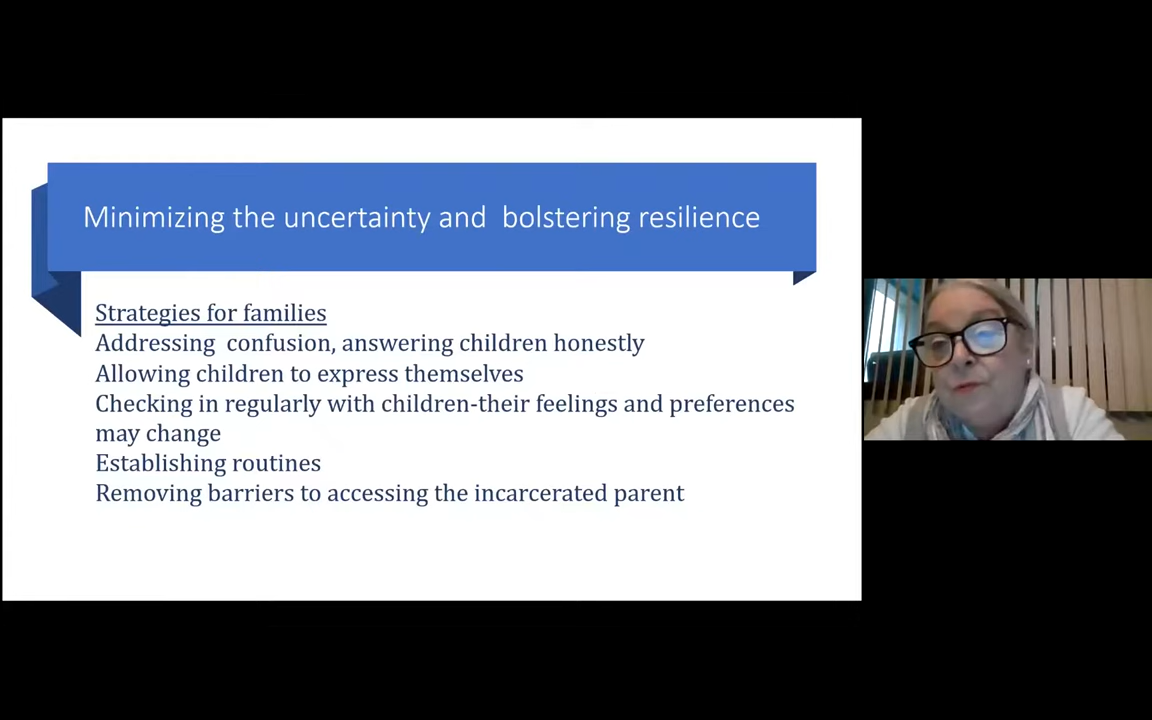 Minimizing the uncertainty and  bolstering resilience
Strategies for families
Addressing  confusion, answering children honestly
Allowing children to express themselves
Checking in regularly with children-their feelings and preferences
may change
Establishing routines
Removing barriers to accessing the incarcerated parent